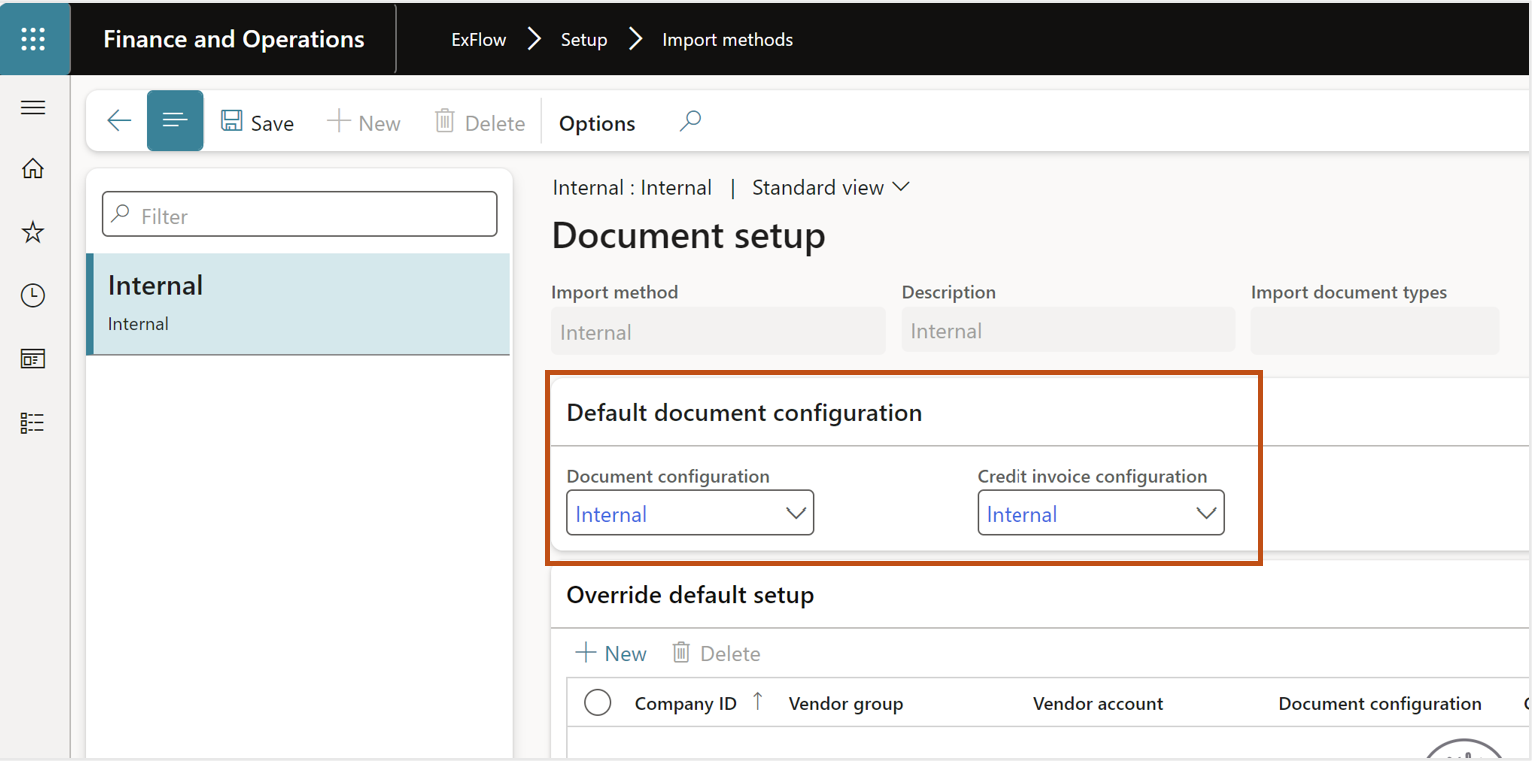 Finance and Operations
ExFlow
Setup
Import methods
Save
New
Delete
Options
Filter
Internal
Internal
Internal : Internal | Standard view
Document setup
Import method
Description
Import document types
Internal
Internal
Default document configuration
Document configuration
Credit invoice configuration
Internal
Internal
Override default setup
New
Delete
Company ID
Vendor group
Vendor account
Document configuration